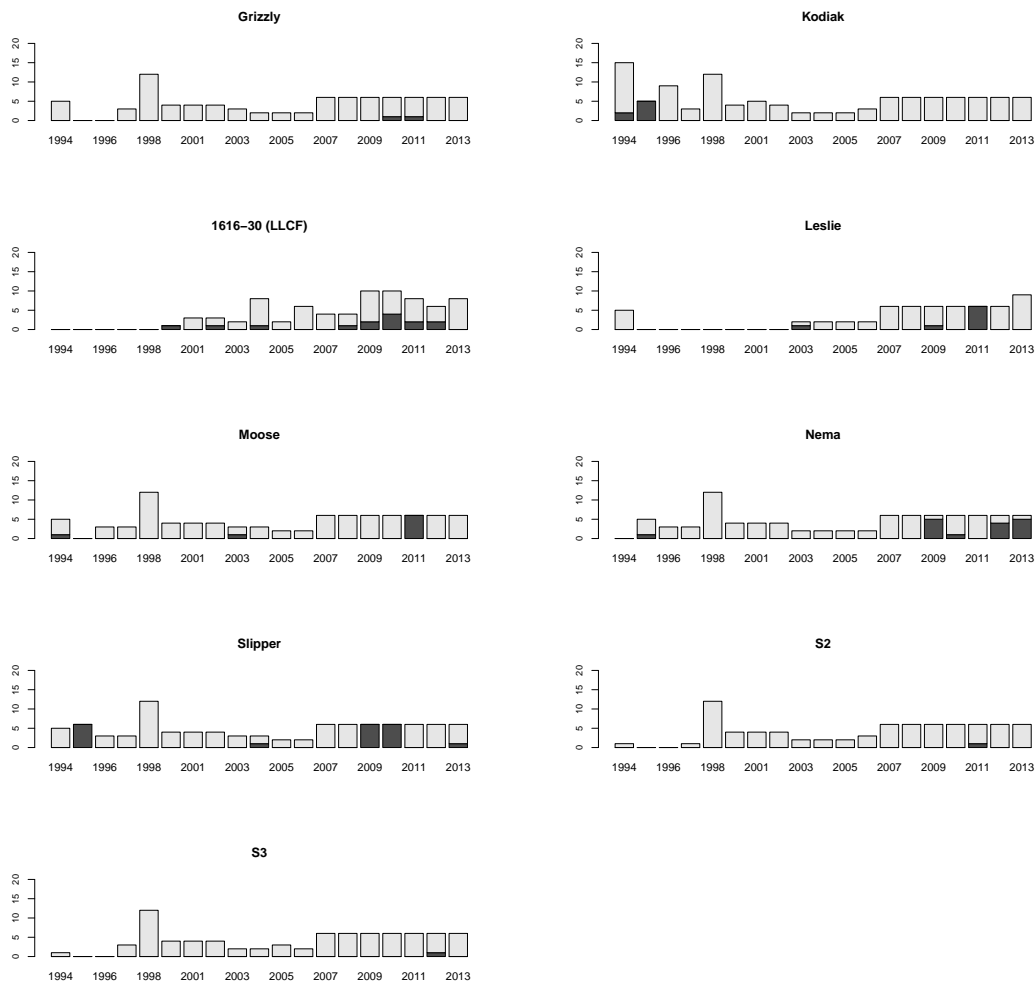 Grizzly
0 5 10 15 20
1994 1996 1998 2001 2003 2005 2007 2009 2011 2013
Kodiak
0 5 10 15 20
1994 1996 1998 2001 2003 2005 2007 2009 2011 2013
1616−30 (LLCF)
0 5 10 15 20
1994 1996 1998 2001 2003 2005 2007 2009 2011 2013
Leslie
0 5 10 15 20
1994 1996 1998 2001 2003 2005 2007 2009 2011 2013
Moose
0 5 10 15 20
1994 1996 1998 2001 2003 2005 2007 2009 2011 2013
Nema
0 5 10 15 20
1994 1996 1998 2001 2003 2005 2007 2009 2011 2013
Slipper
0 5 10 15 20
1994 1996 1998 2001 2003 2005 2007 2009 2011 2013
S2
0 5 10 15 20
1994 1996 1998 2001 2003 2005 2007 2009 2011 2013
S3
0 5 10 15 20
1994 1996 1998 2001 2003 2005 2007 2009 2011 2013